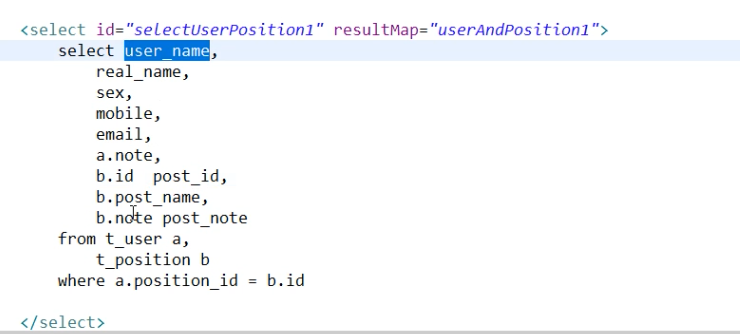 <select id="selectUserPosition1" resultMap="userAndPosition1">
select user_name,
real_name,
sex,
mobile,
email,
a.note,
b.id  post_id,
b.post_name,
b.note post_note
from t_user a,
t_position b
where a.position_id = b.id
</select>